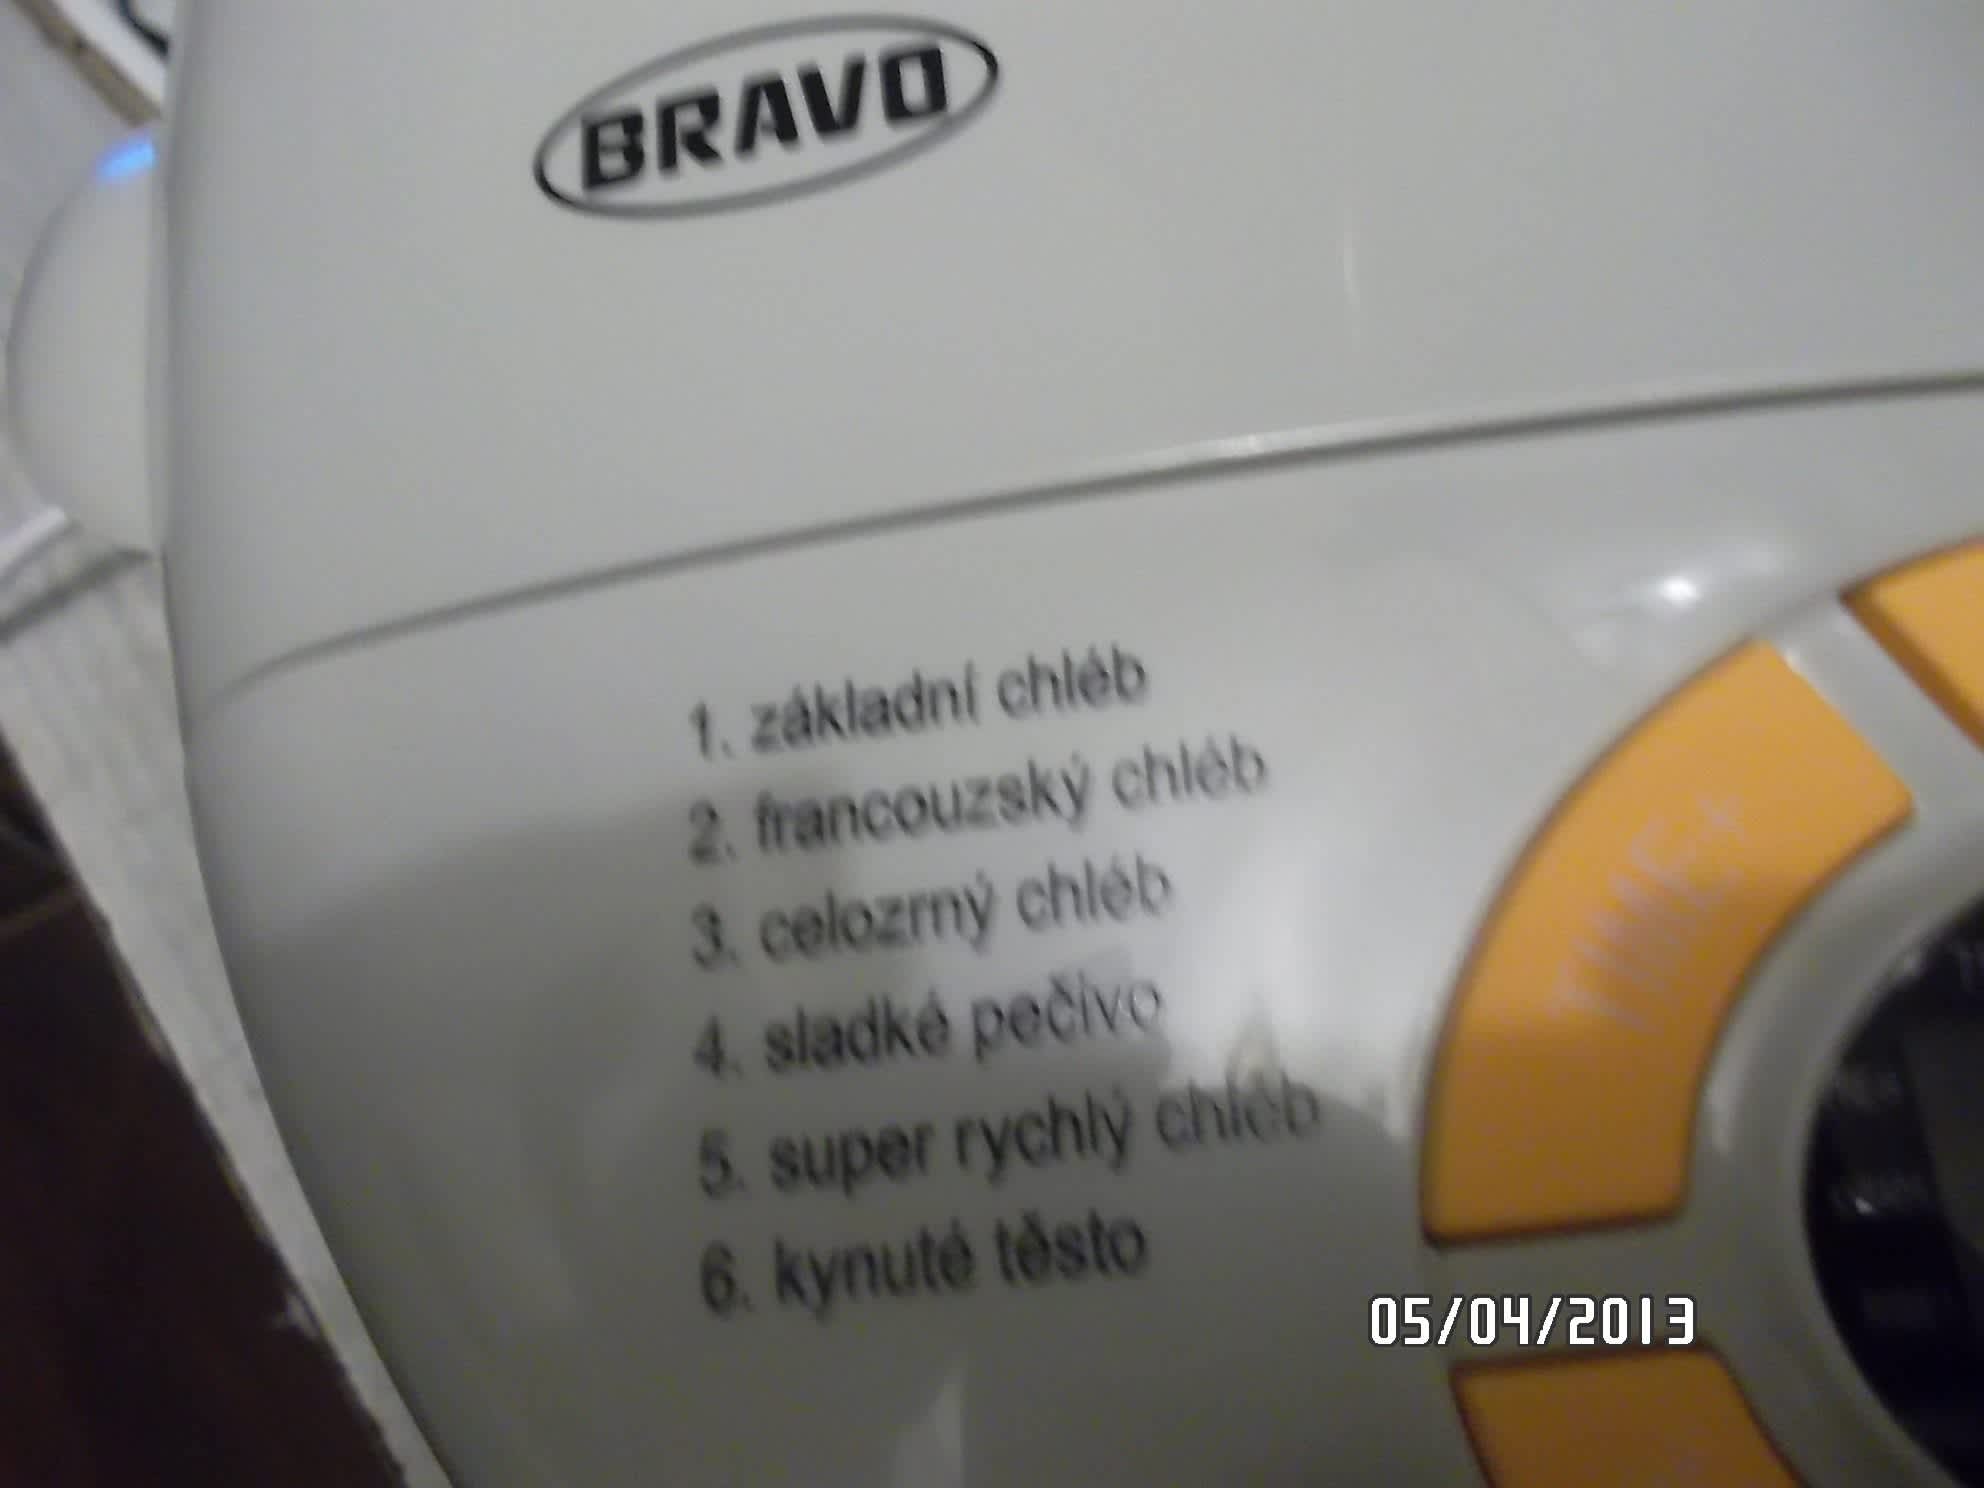 BRAVO
1. základní chléb
2. francouzský chléb
3. celozrný chléb
4. sladké pečivo
5. super rychlý chléb
6. kynuté těsto
TIME+
05/04/2013